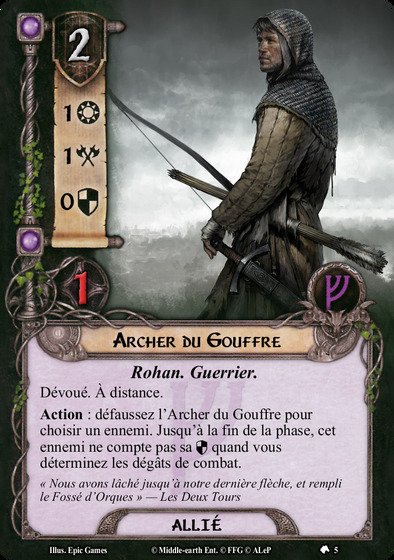 2
1
1
0
1
Archer du Gouffre
Rohan. Guerrier.
Dévoué. À distance.
Action : défaussez l'Archer du Gouffre pour
choisir un ennemi. Jusqu'à la fin de la phase, cet
ennemi ne compte pas sa quand vous
déterminez les dégâts de combat.
« Nous avons lâché jusqu'à notre dernière flèche, et rempli
le Fossé d'Orques » — Les Deux Tours
ALLIÉ
Illus. Epic Games
© Middle-earth Ent. © FFG © ALeP
5